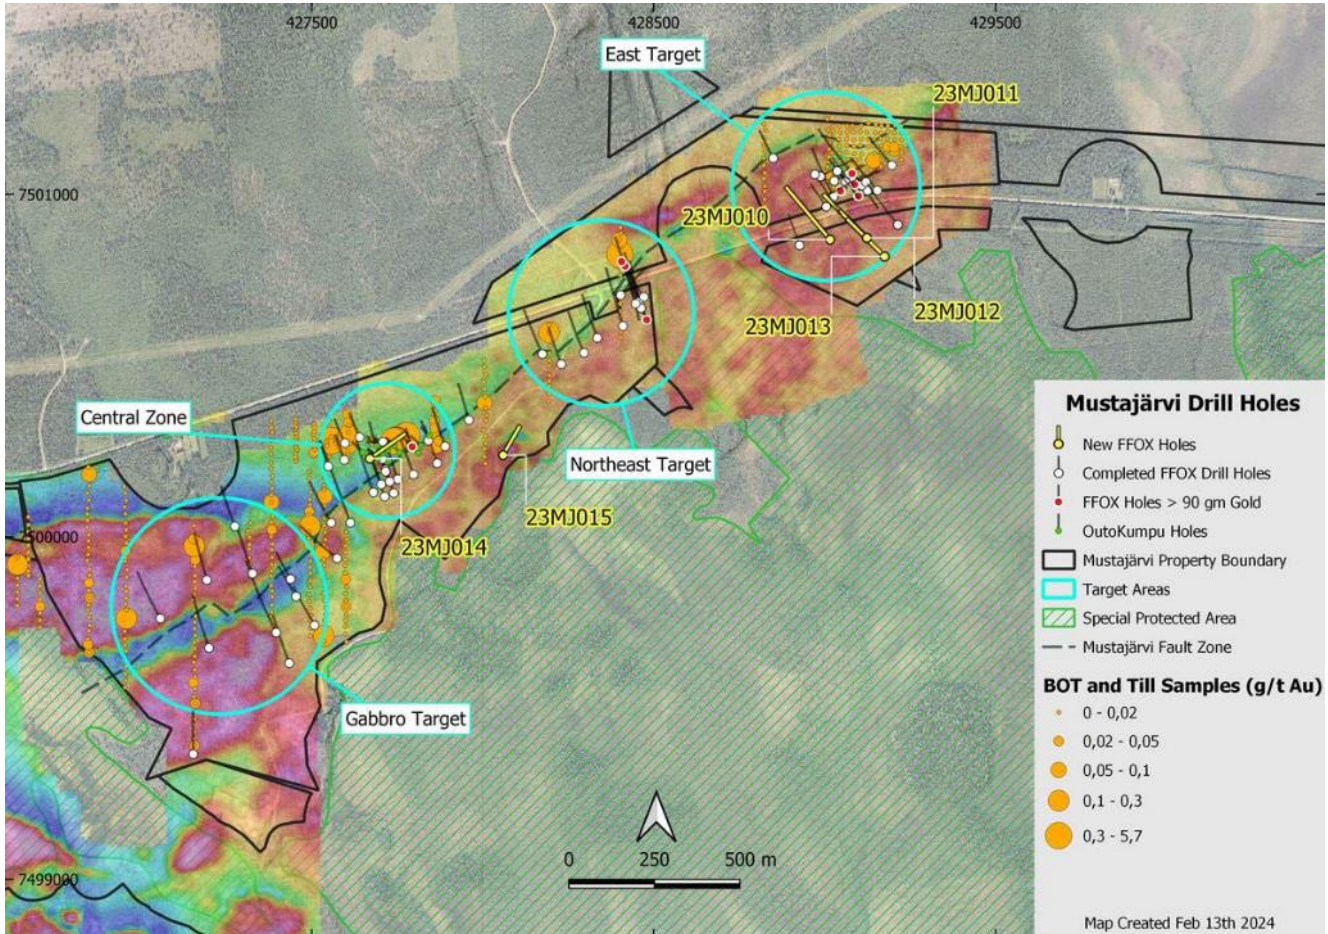 427500
428500
429500
East Target
23MJ011
7501000
23MJ010
23MJ013
23MJ012
Central Zone
Northeast Target
23MJ015
7500000
23MJ014
Gabbro Target
0 250 500 m
7499000
Mustajärvi Drill Holes
New FFOX Holes
Completed FFOX Drill Holes
FFOX Holes > 90 gm Gold
OutoKumpu Holes
Mustajärvi Property Boundary
Target Areas
Special Protected Area
Mustajärvi Fault Zone
BOT and Till Samples (g/t Au)
0 - 0,02
0,02 - 0,05
0,05 - 0,1
0,1 - 0,3
0,3 - 5,7
Map Created Feb 13th 2024